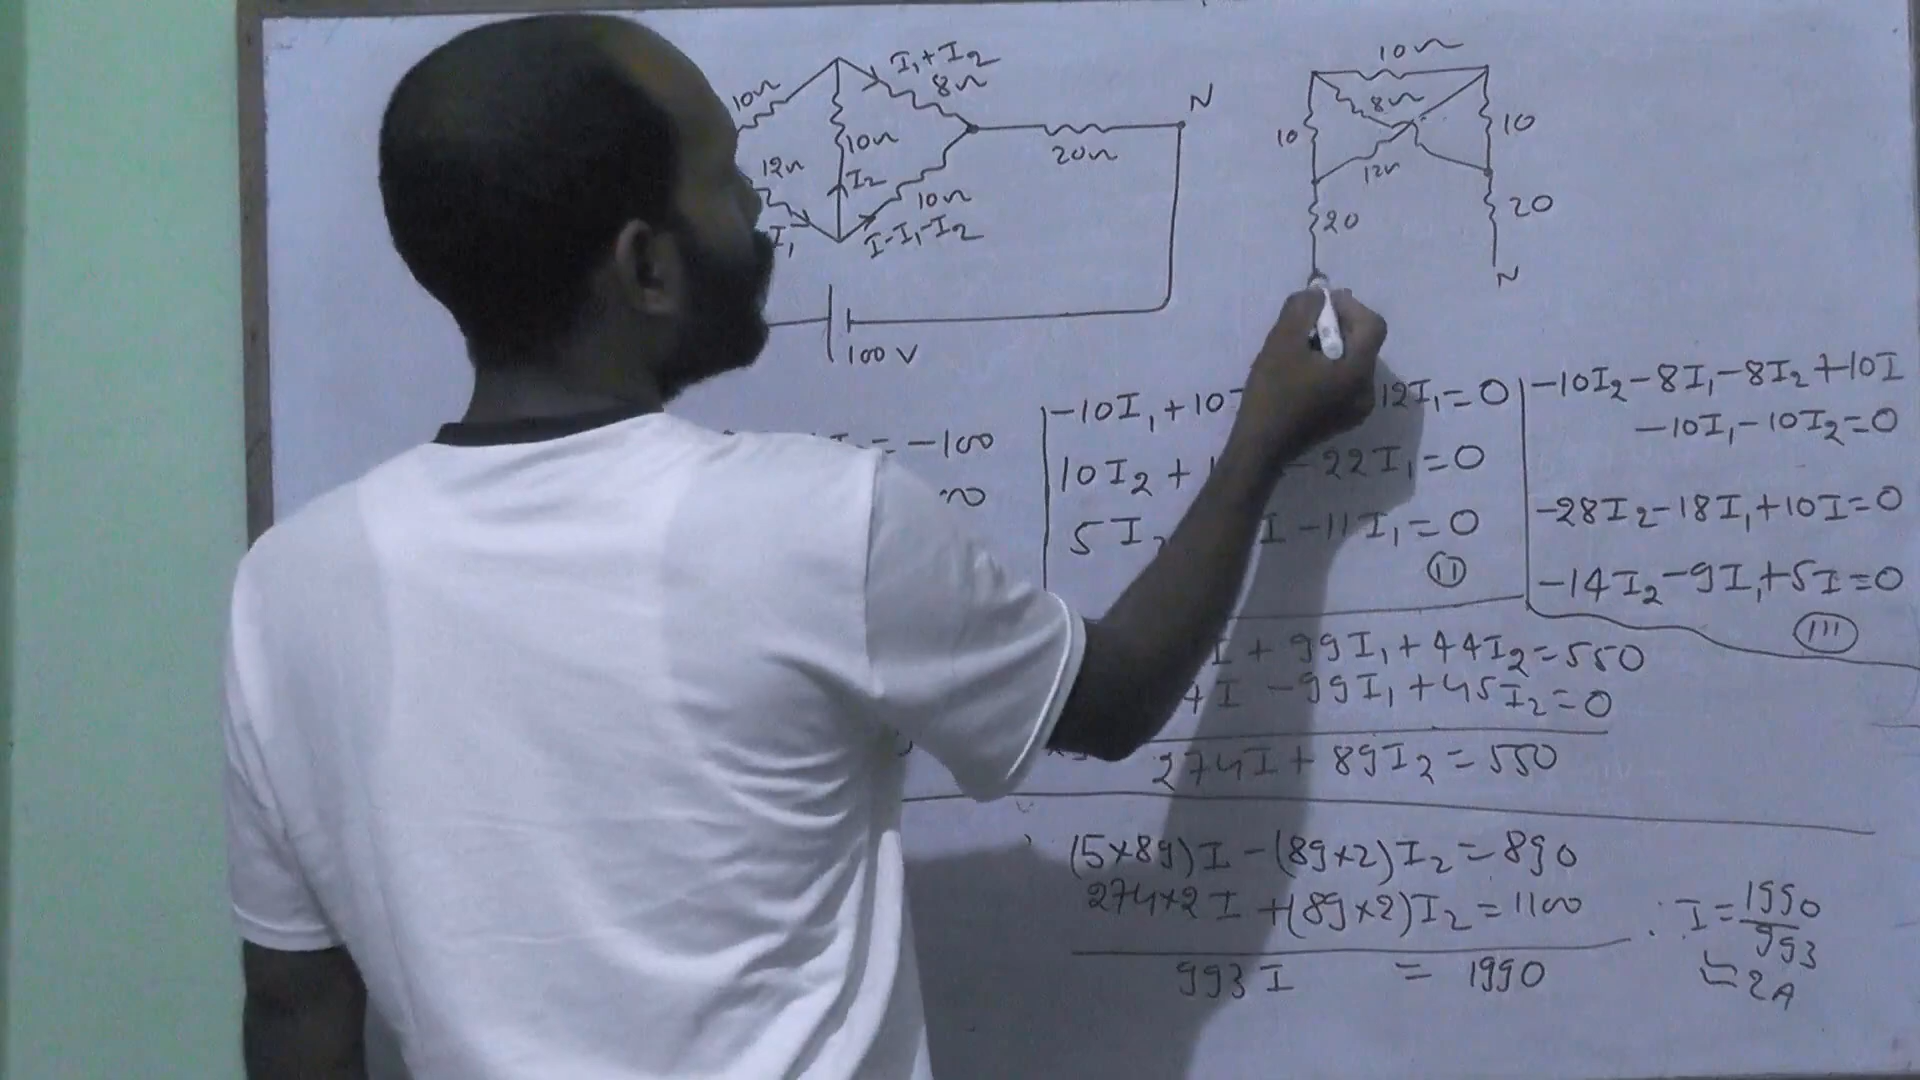 I₁+I₂
10Ω
8Ω
10Ω
12Ω
I₂
10Ω
I₁
I-I₁-I₂
20Ω
N
100 V
10Ω
8Ω
10
10
12Ω
20
20
N
= -100
-10I₁+10
12I₁=0
10I₂+
-22I₁=0
5I₂
I-11I₁=0
(II)
-10I₂-8I₁-8I₂+10I
-10I₁-10I₂=0
-28I₂-18I₁+10I=0
-14I₂-9I₁+5I=0
(III)
I+99I₁+44I₂=550
+I-99I₁+45I₂=0
274I+89I₂=550
(5×89)I-(89×2)I₂=890
274×2I+(89×2)I₂=1100
993I = 1990
∴ I=1990/993
≃2A